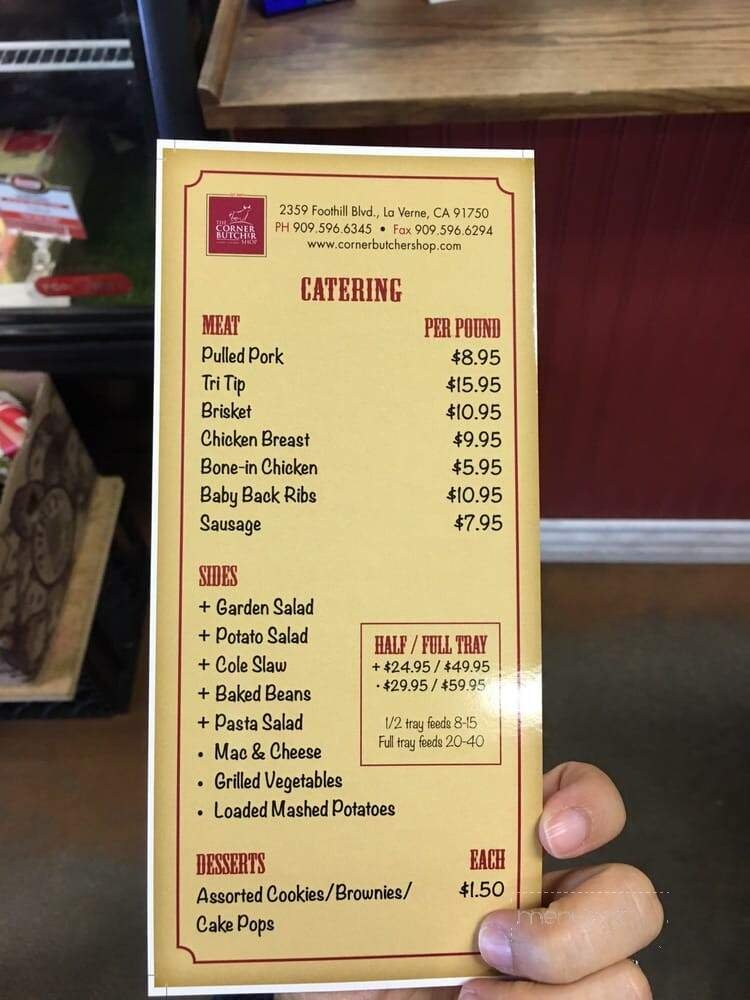 THE
CORNER
BUTCHER
SHOP
2359 Foothill Blvd., La Verne, CA 91750
PH 909.596.6345 • Fax 909.596.6294
www.cornerbutchershop.com
CATERING
MEAT PER POUND
Pulled Pork $8.95
Tri Tip $15.95
Brisket $10.95
Chicken Breast $9.95
Bone-in Chicken $5.95
Baby Back Ribs $10.95
Sausage $7.95
SIDES
+ Garden Salad
+ Potato Salad
+ Cole Slaw
+ Baked Beans
+ Pasta Salad
• Mac & Cheese
• Grilled Vegetables
• Loaded Mashed Potatoes
HALF / FULL TRAY
+ $24.95 / $49.95
• $29.95 / $59.95
1/2 tray feeds 8-15
Full tray feeds 20-40
DESSERTS EACH
Assorted Cookies/Brownies/ $1.50
Cake Pops